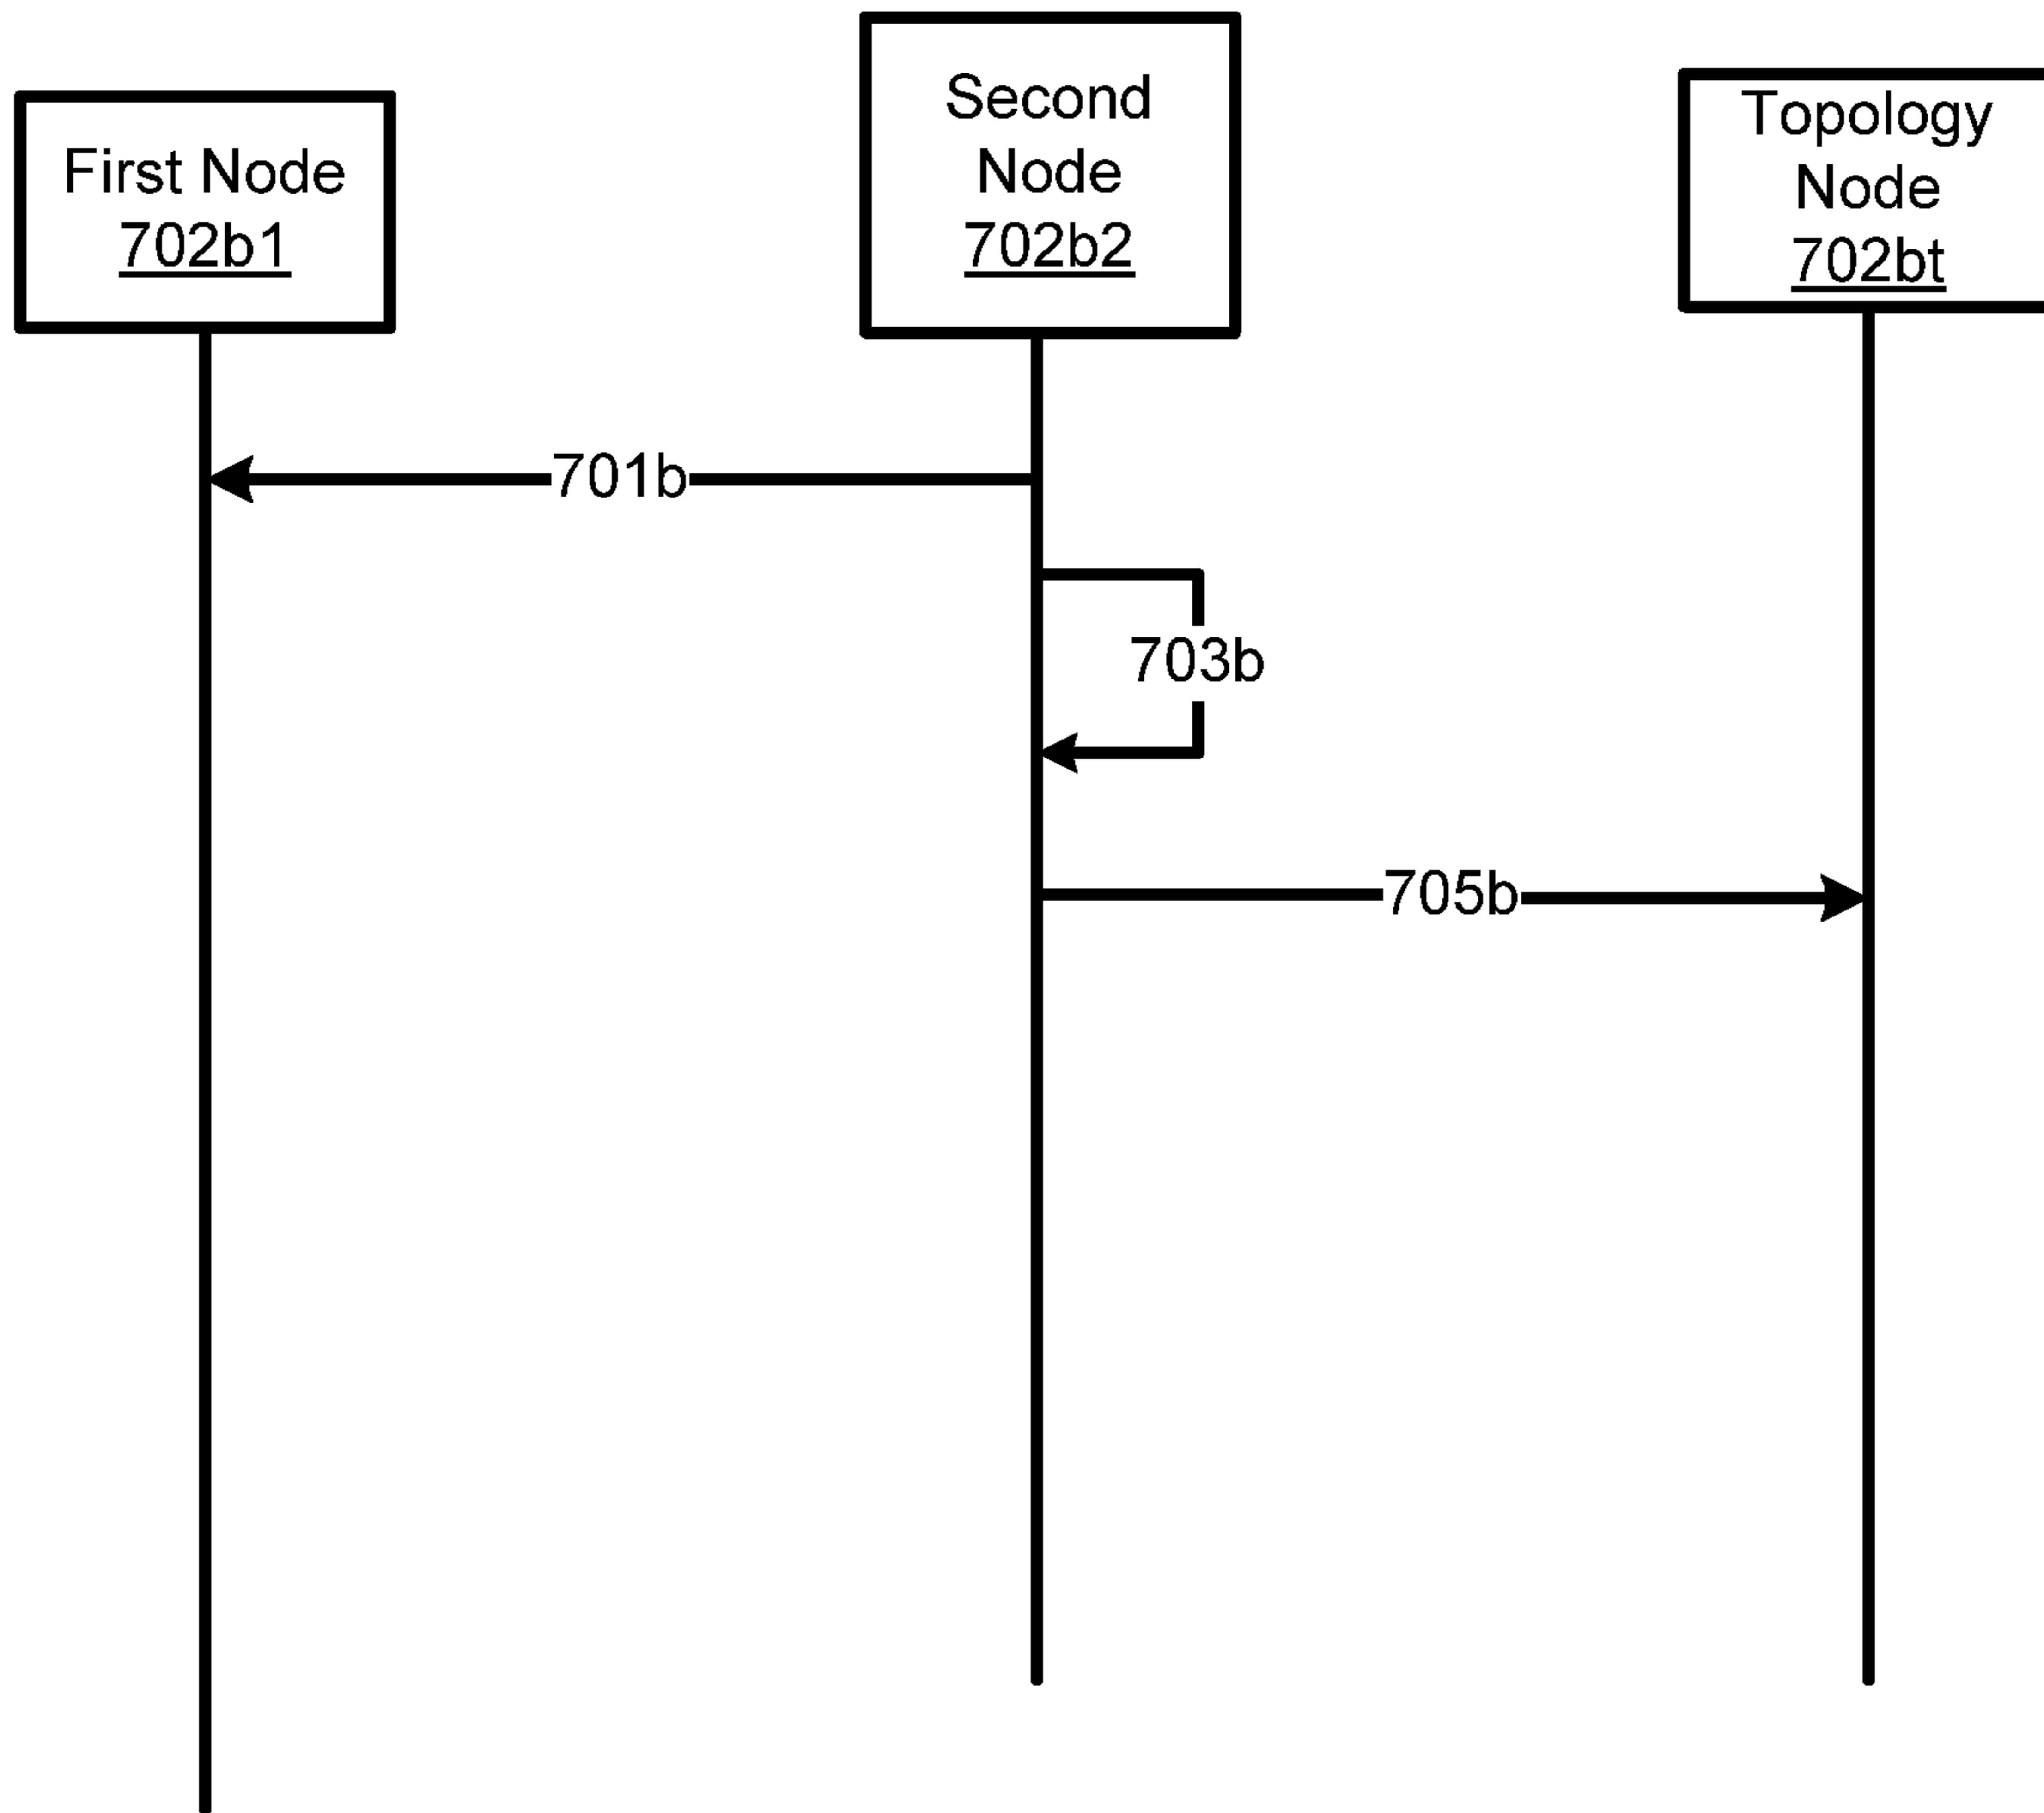 First Node
702b1
Second
Node
702b2
Topology
Node
702bt
701b
703b
705b